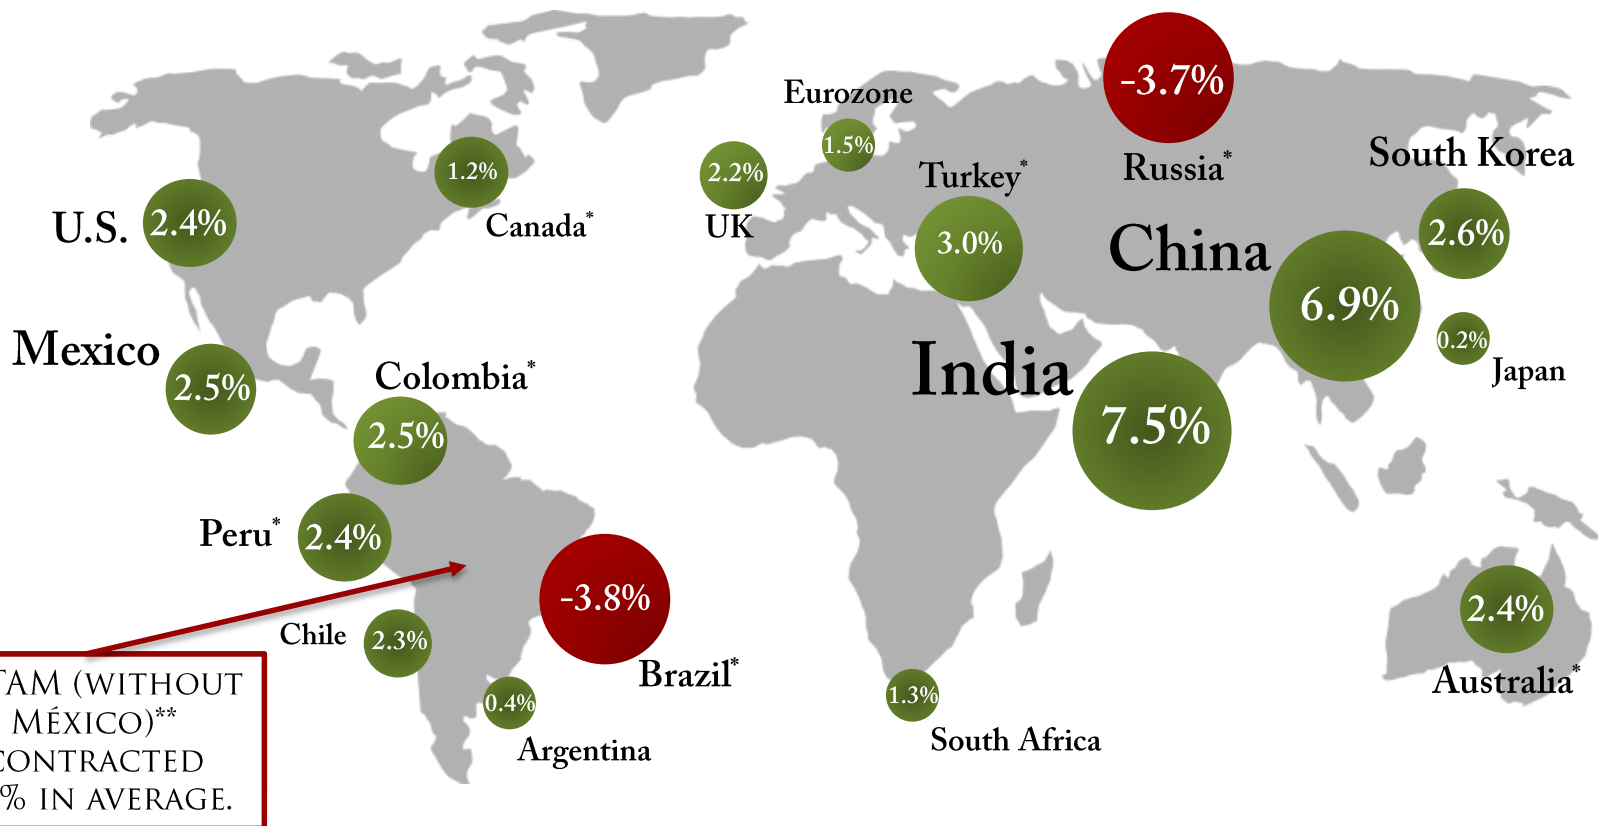 -3.7%
Russia*
Eurozone
1.5%
South Korea
2.6%
1.2%
Canada*
2.2%
UK
Turkey*
3.0%
U.S.
2.4%
China
6.9%
0.2%
Japan
Mexico
2.5%
India
7.5%
Colombia*
2.5%
Peru*
2.4%
-3.8%
Brazil*
Chile
2.3%
2.4%
Australia*
0.4%
Argentina
1.3%
South Africa
(WITHOUT
MÉXICO)**
% IN AVERAGE.